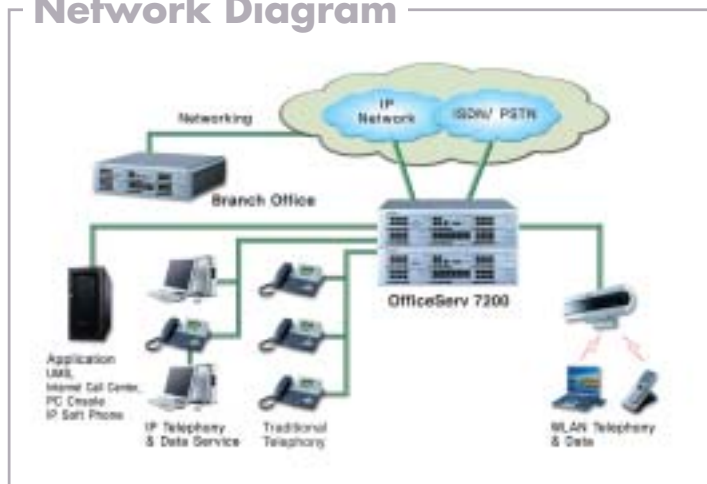 Network Diagram
IP
Network
ISDN/ PSTN
Networking
Branch Office
OfficeServ 7200
Application
UMS,
Internet Call Center,
PC Console
IP Soft Phone
IP Telephony
& Data Service
Traditional
Telephony
WLAN Telephony
& Data